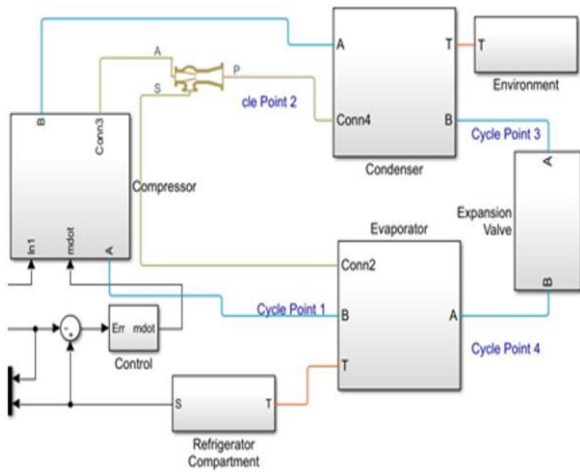 A
S
P
cle Point 2
B
Conn3
In1
mdot
A
Compressor
A
Conn4
T
B
Condenser
T
Environment
Cycle Point 3
A
B
Expansion
Valve
Evaporator
Conn2
B
T
A
Cycle Point 1
Cycle Point 4
-
+
Err mdot
Control
S T
Refrigerator
Compartment